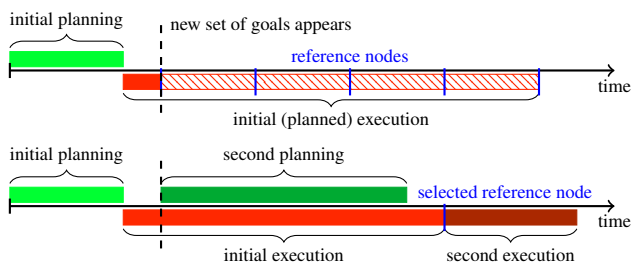 initial planning
new set of goals appears
reference nodes
time
initial (planned) execution
initial planning
second planning
selected reference node
time
initial execution
second execution